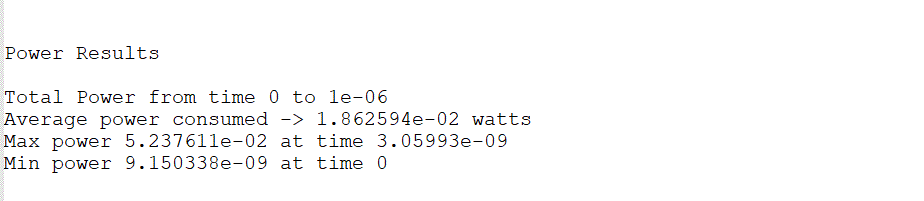 Power Results
Total Power from time 0 to 1e-06
Average power consumed -> 1.862594e-02 watts
Max power 5.237611e-02 at time 3.05993e-09
Min power 9.150338e-09 at time 0